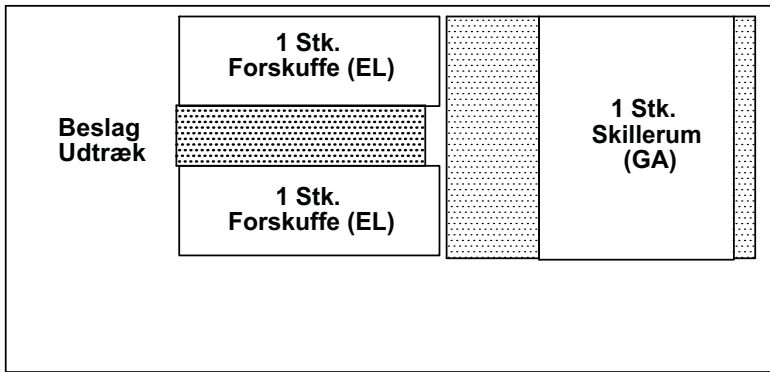 Beslag
Udtræk
1 Stk.
Forskuffe (EL)
1 Stk.
Forskuffe (EL)
1 Stk.
Skillerum
(GA)